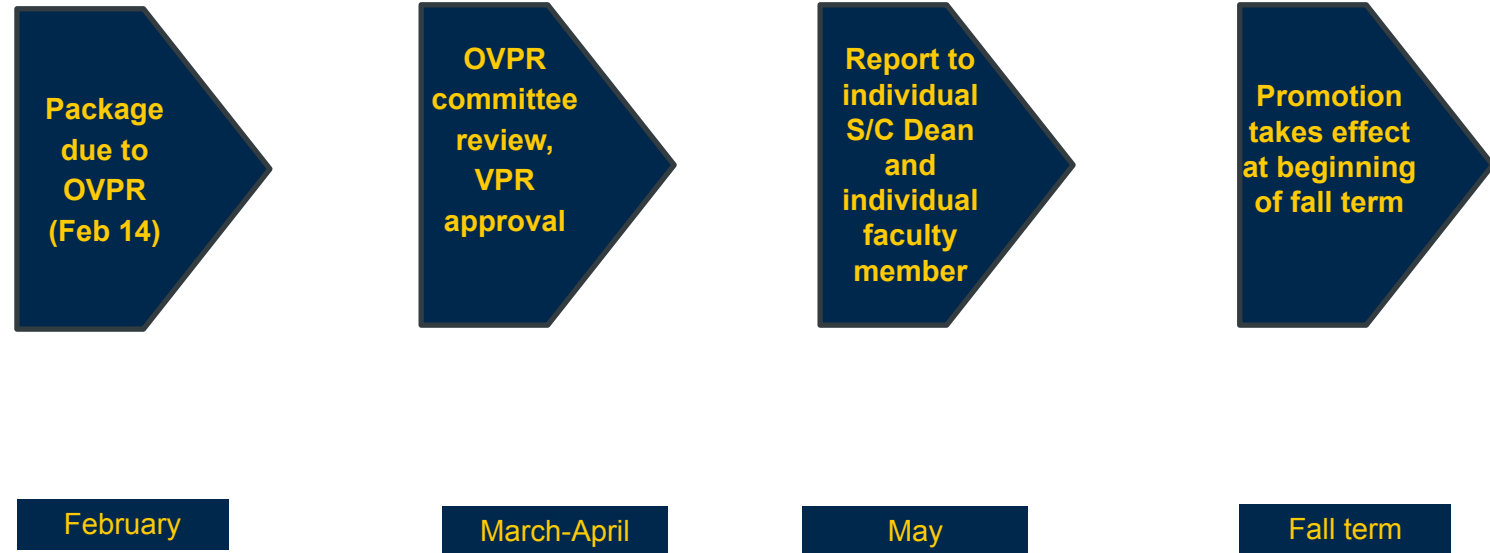 Package
due to
OVPR
(Feb 14)
OVPR
committee
review,
VPR
approval
Report to
individual
S/C Dean
and
individual
faculty
member
Promotion
takes effect
at beginning
of fall term
February
March-April
May
Fall term